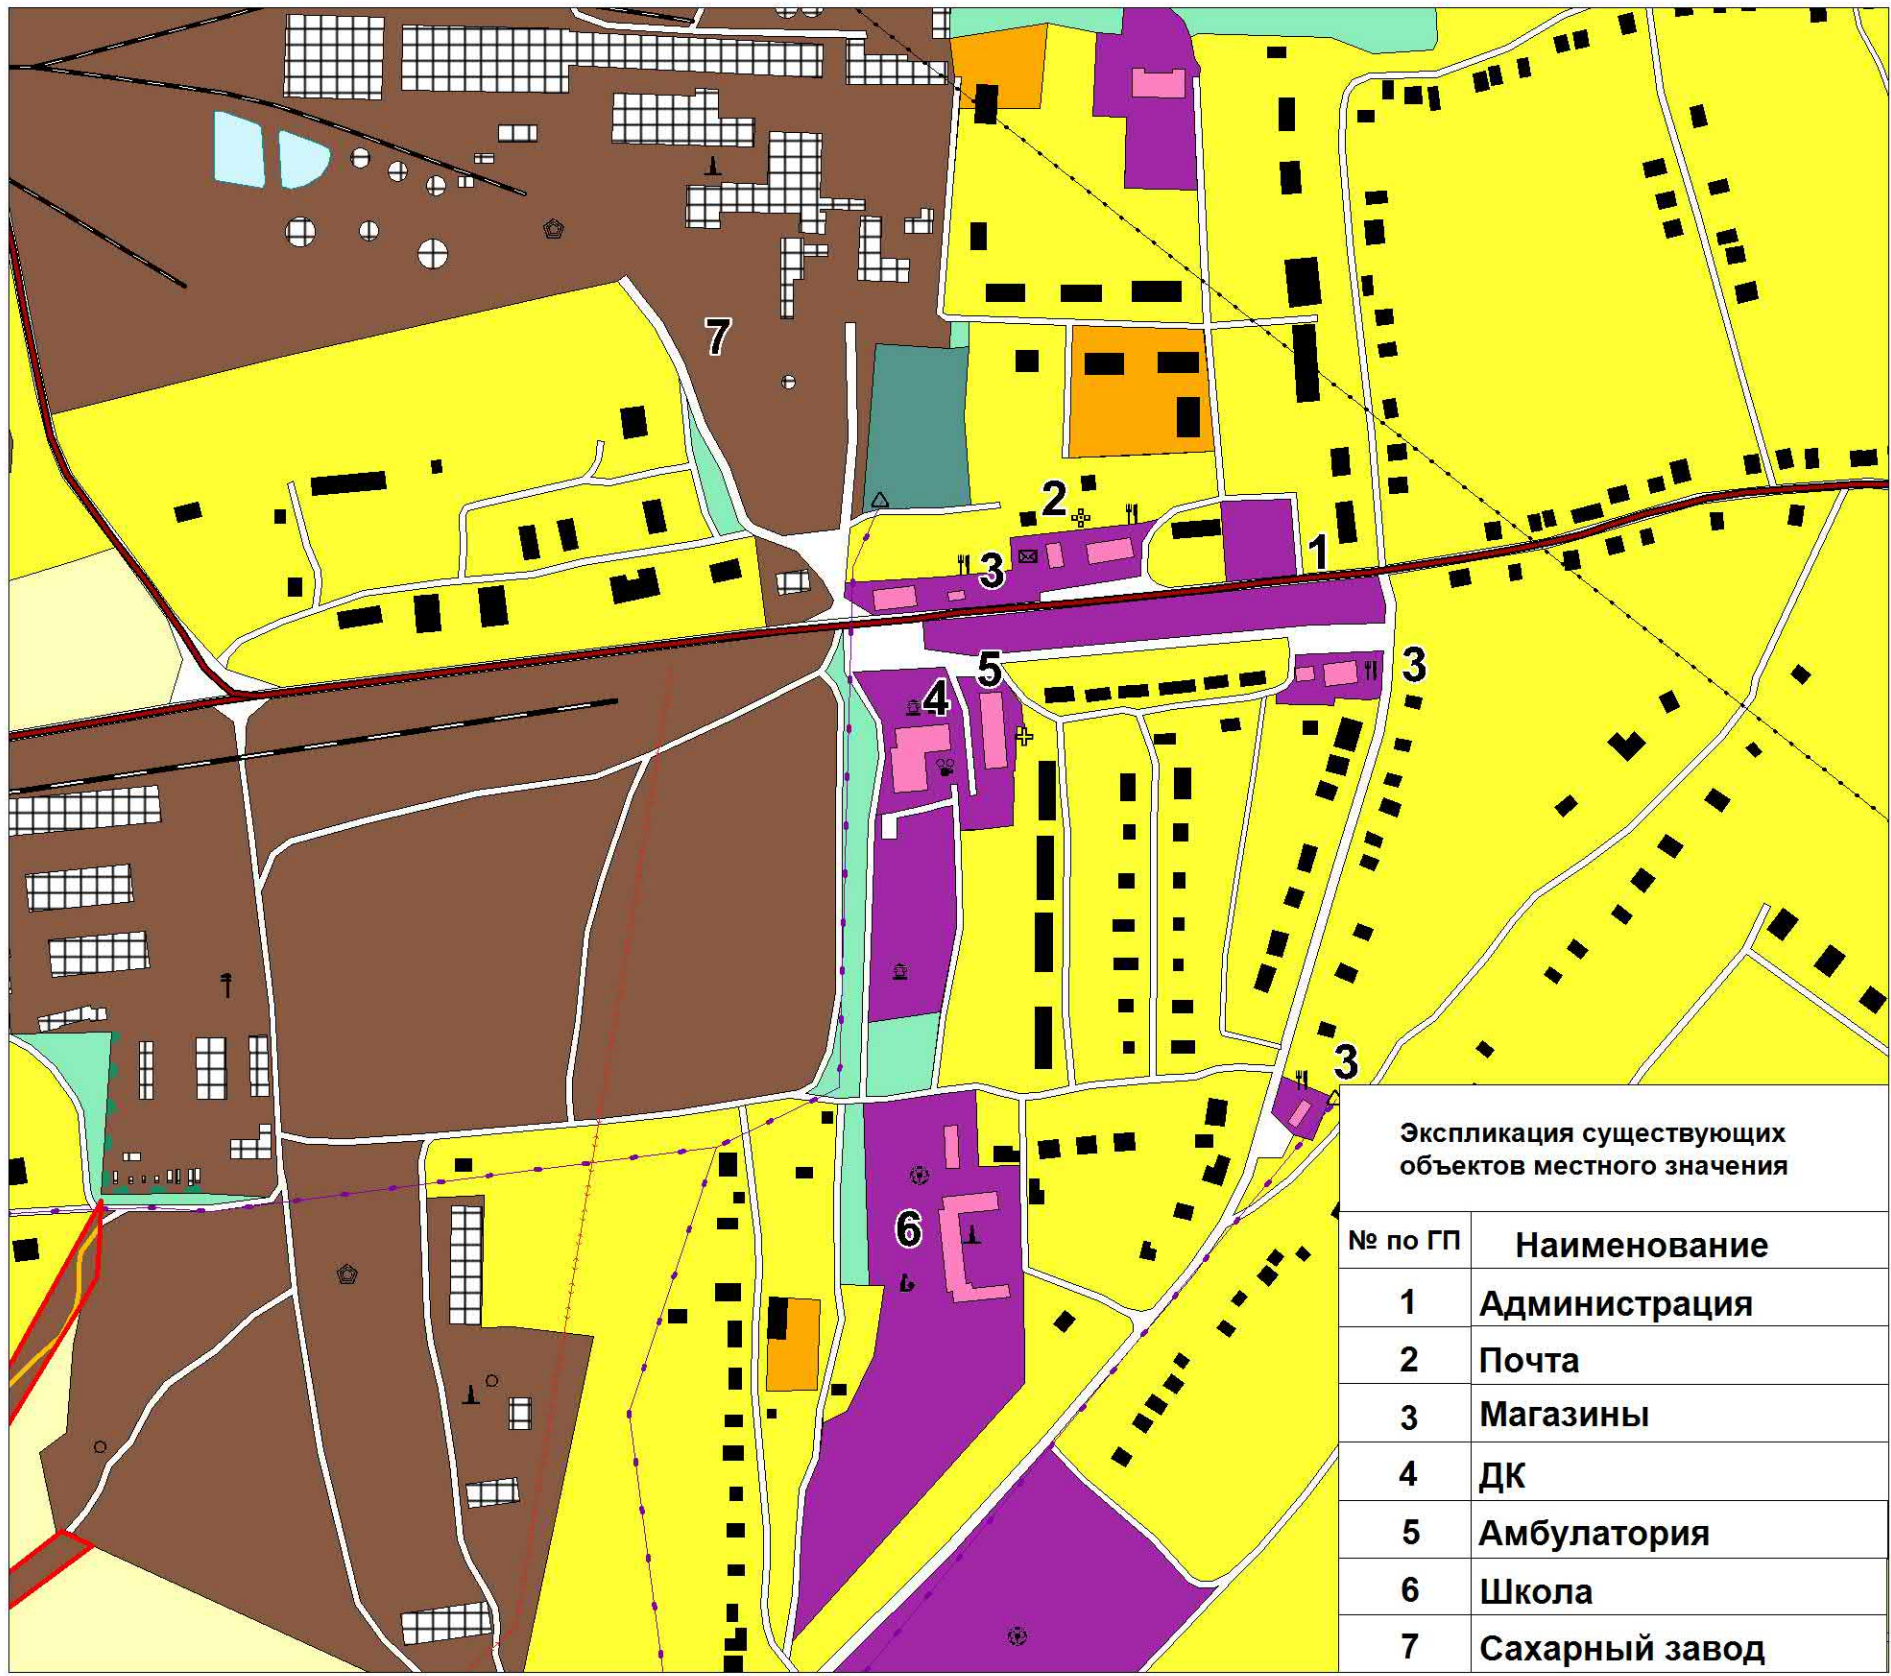 7
2
1
3
5
3
4
6
3
Экспликация существующих
объектов местного значения
№ по ГП Наименование
1 Администрация
2 Почта
3 Магазины
4 ДК
5 Амбулатория
6 Школа
7 Сахарный завод